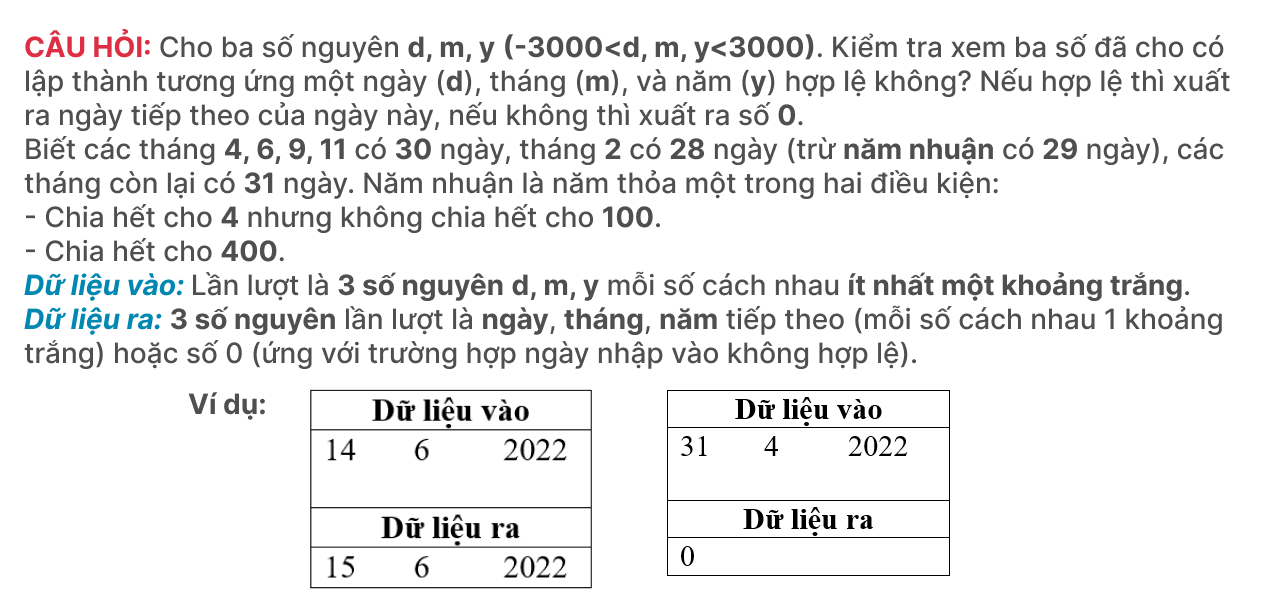 CÂU HỎI: Cho ba số nguyên d, m, y (-3000<d, m, y<3000). Kiểm tra xem ba số đã cho có
lập thành tương ứng một ngày (d), tháng (m), và năm (y) hợp lệ không? Nếu hợp lệ thì xuất
ra ngày tiếp theo của ngày này, nếu không thì xuất ra số 0.
Biết các tháng 4, 6, 9, 11 có 30 ngày, tháng 2 có 28 ngày (trừ năm nhuận có 29 ngày), các
tháng còn lại có 31 ngày. Năm nhuận là năm thỏa một trong hai điều kiện:
- Chia hết cho 4 nhưng không chia hết cho 100.
- Chia hết cho 400.
Dữ liệu vào: Lần lượt là 3 số nguyên d, m, y mỗi số cách nhau ít nhất một khoảng trắng.
Dữ liệu ra: 3 số nguyên lần lượt là ngày, tháng, năm tiếp theo (mỗi số cách nhau 1 khoảng
trắng) hoặc số 0 (ứng với trường hợp ngày nhập vào không hợp lệ).
Ví dụ:
Dữ liệu vào
14 6 2022
Dữ liệu ra
15 6 2022
Dữ liệu vào
31 4 2022
Dữ liệu ra
0